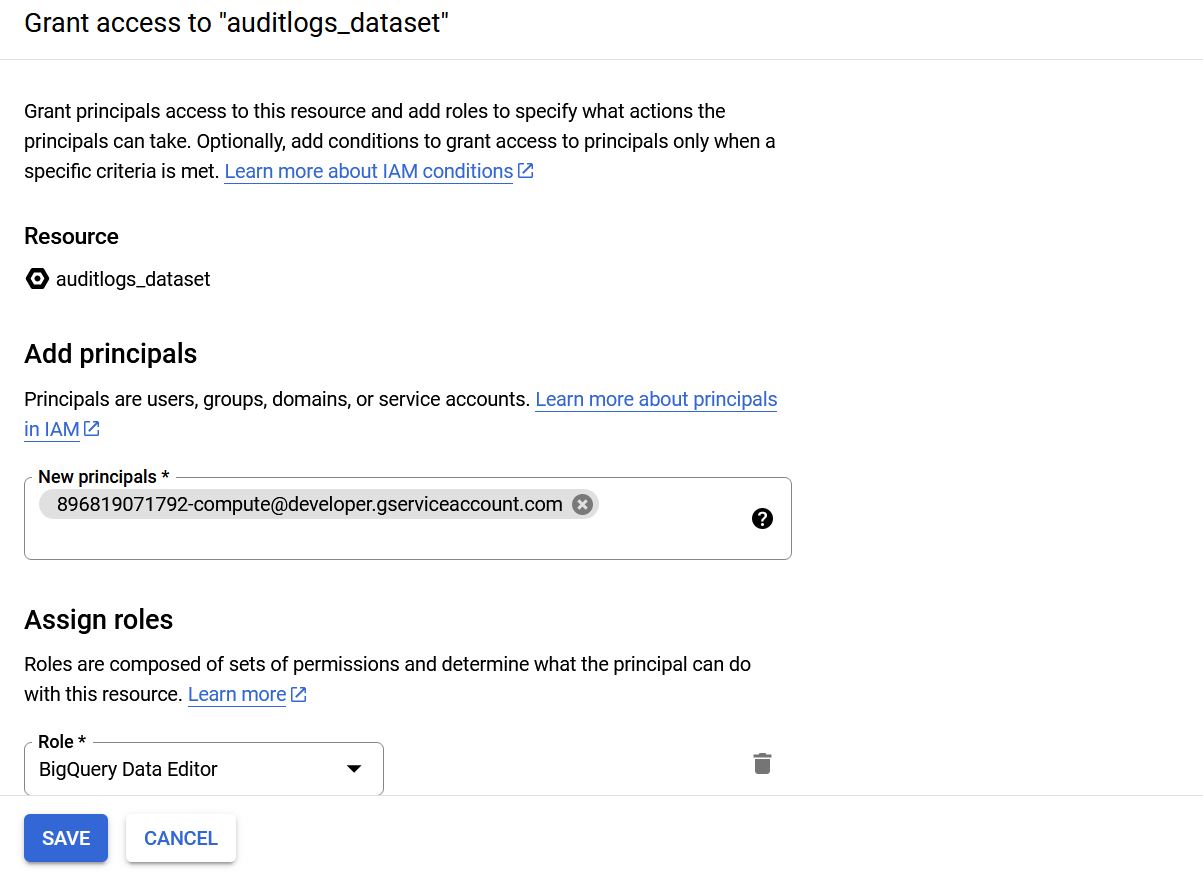 Grant access to "auditlogs_dataset"
Grant principals access to this resource and add roles to specify what actions the
principals can take. Optionally, add conditions to grant access to principals only when a
specific criteria is met. Learn more about IAM conditions
Resource
auditlogs_dataset
Add principals
Principals are users, groups, domains, or service accounts. Learn more about principals
in IAM
New principals *
896819071792-compute@developer.gserviceaccount.com
Assign roles
Roles are composed of sets of permissions and determine what the principal can do
with this resource. Learn more
Role *
BigQuery Data Editor
SAVE CANCEL